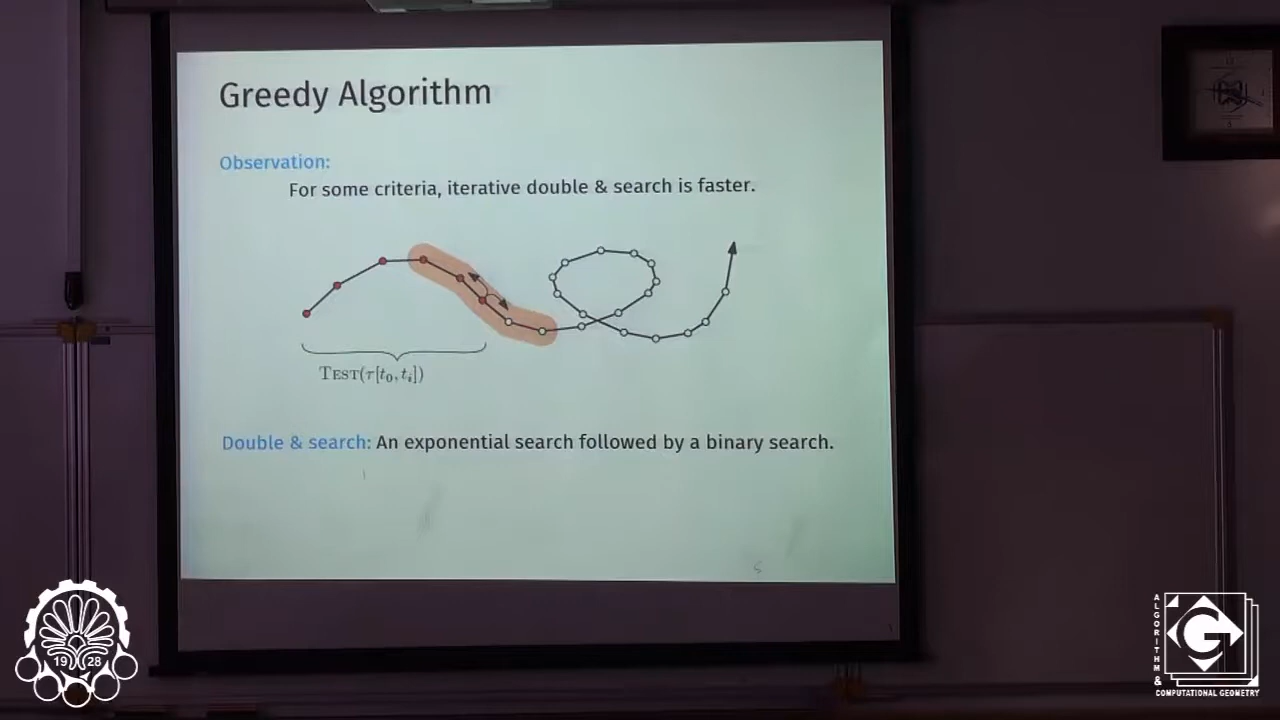 Greedy Algorithm
Observation:
For some criteria, iterative double & search is faster.
TEST(τ[t₀, tᵢ])
Double & search: An exponential search followed by a binary search.
19 28
ALGORITHM &
COMPUTATIONAL GEOMETRY